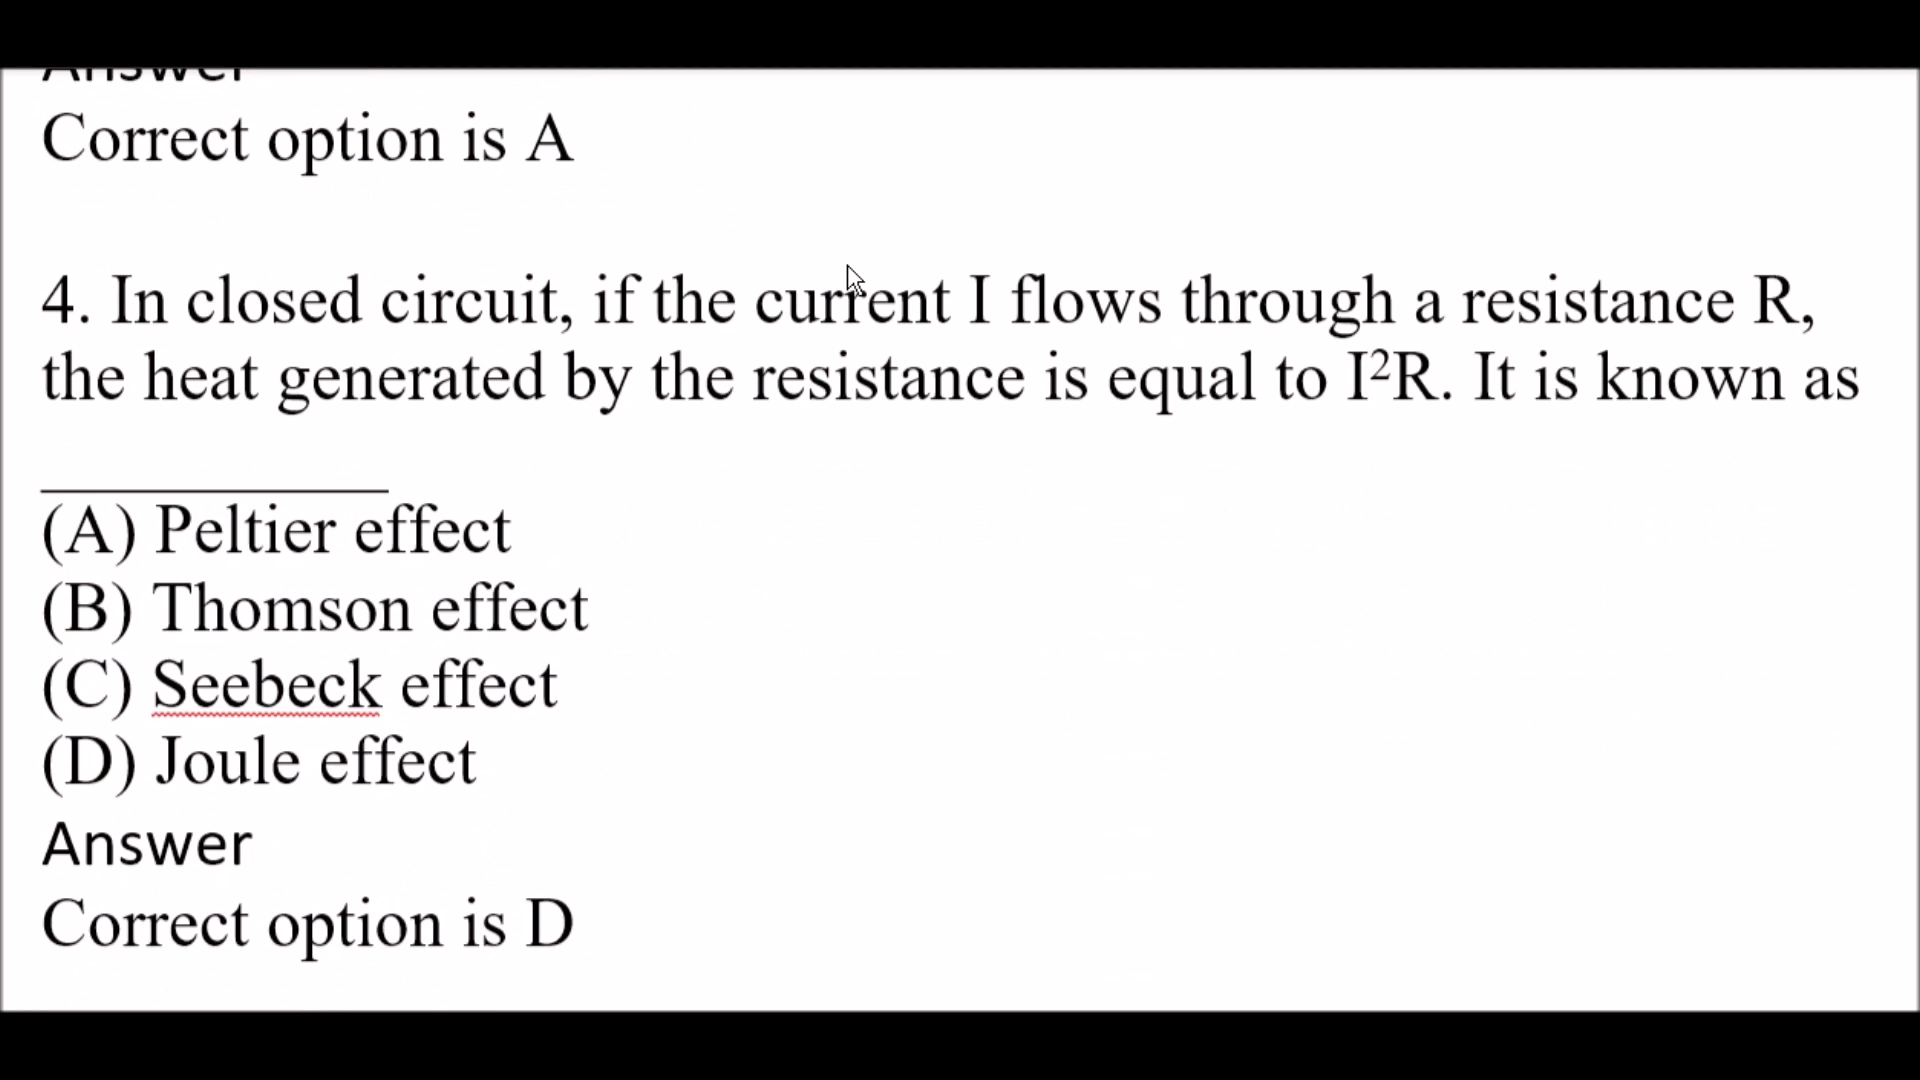 Answer
Correct option is A
4. In closed circuit, if the current I flows through a resistance R,
the heat generated by the resistance is equal to I²R. It is known as
____________
(A) Peltier effect
(B) Thomson effect
(C) Seebeck effect
(D) Joule effect
Answer
Correct option is D